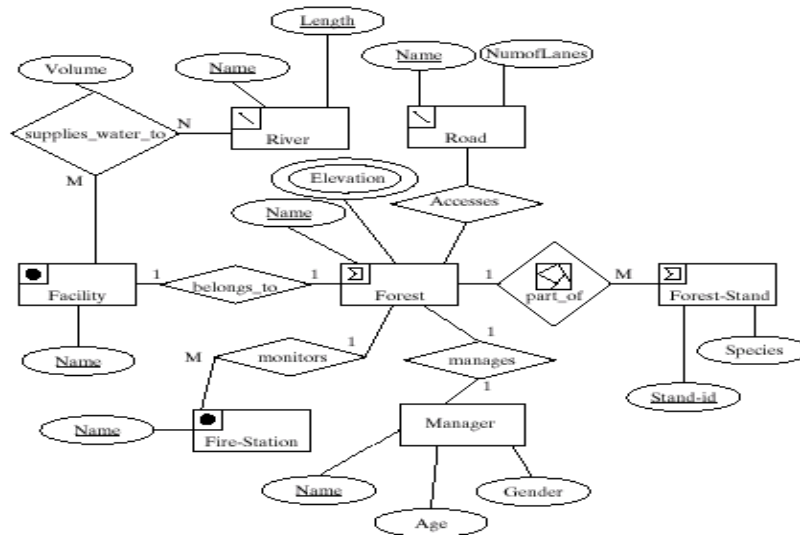 Length
Name
NumofLanes
Volume
Name
supplies_water_to
N
River
Road
M
Elevation
Name
Accesses
Facility
1
belongs_to
1
Σ
Forest
1
part_of
M
Σ
Forest-Stand
Name
M
monitors
1
1
manages
1
Species
Stand-id
Name
Fire-Station
Manager
Name
Gender
Age